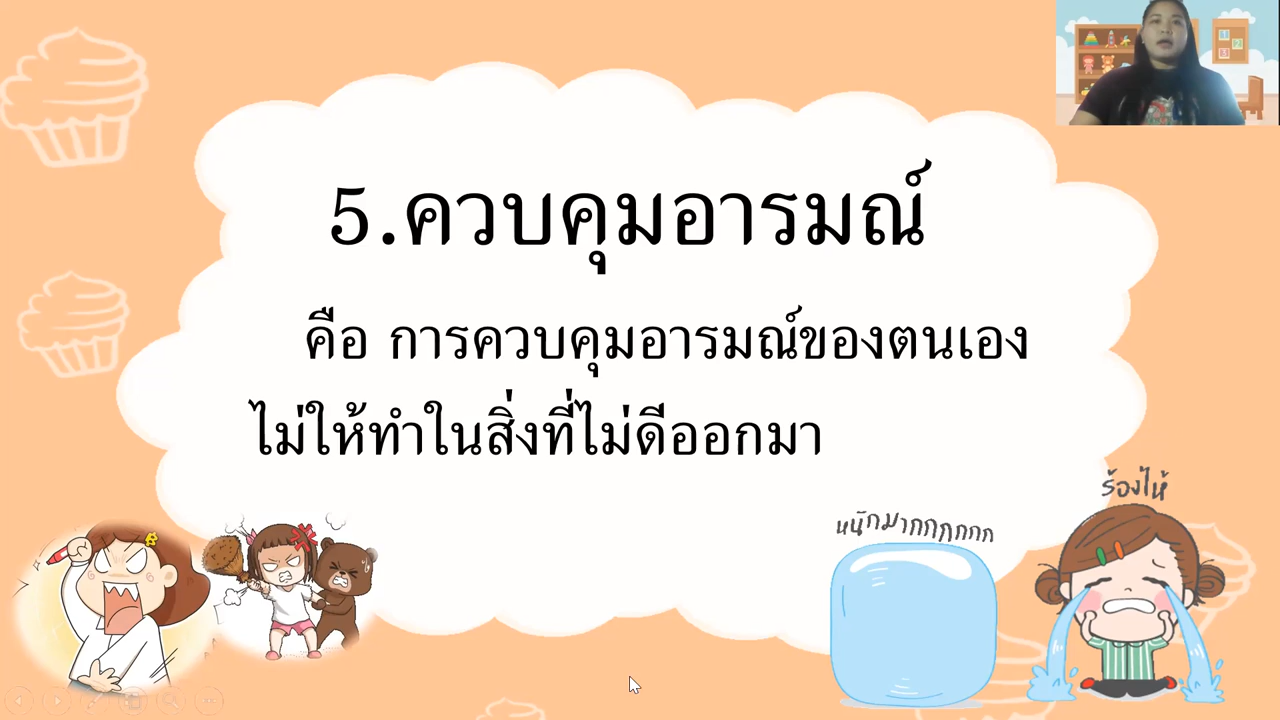 5.ควบคุมอารมณ์
คือ การควบคุมอารมณ์ของตนเอง
ไม่ให้ทำในสิ่งที่ไม่ดีออกมา
ร้องไห้
หนักมากกกกกกก